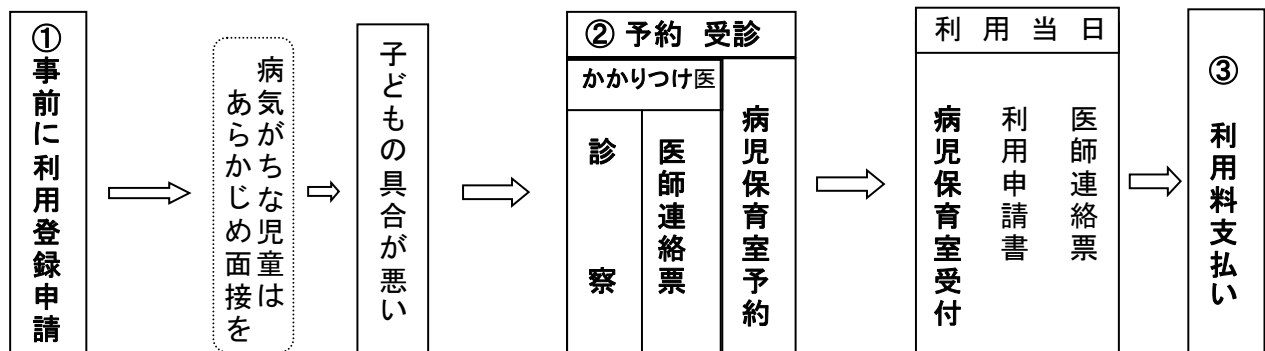 ①事前に利用登録申請
病気がちな児童は
あらかじめ面接を
子どもの具合が悪い
② 予約 受診
かかりつけ医
診察
医師連絡票
病児保育室予約
利用当日
医師連絡票
利用申請書
病児保育室受付
③ 利用料支払い